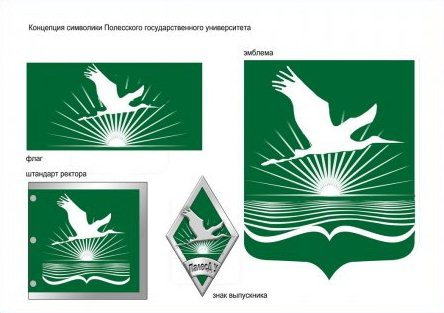 Концепция символики Полесского государственного университета
эмблема
флаг
штандарт ректора
знак выпускника